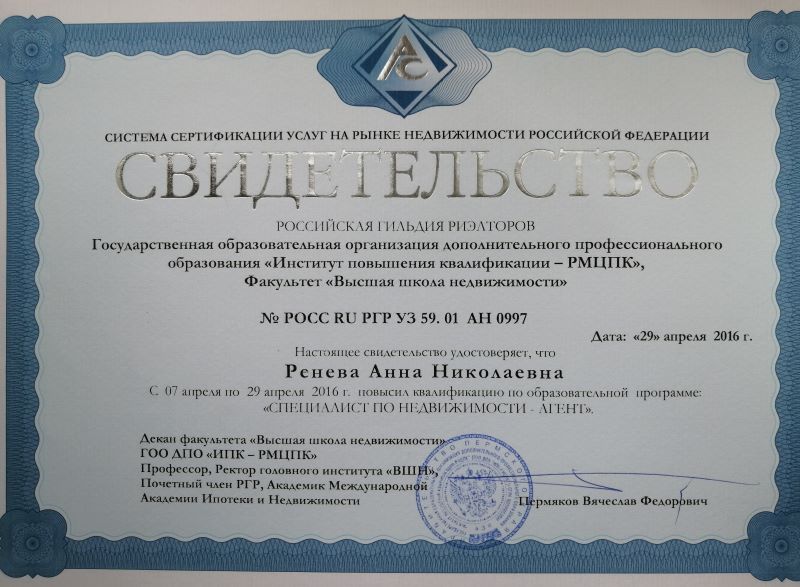 АС
СИСТЕМА СЕРТИФИКАЦИИ УСЛУГ НА РЫНКЕ НЕДВИЖИМОСТИ РОССИЙСКОЙ ФЕДЕРАЦИИ
СВИДЕТЕЛЬСТВО
РОССИЙСКАЯ ГИЛЬДИЯ РИЭЛТОРОВ
Государственная образовательная организация дополнительного профессионального
образования «Институт повышения квалификации – РМЦПК»,
Факультет «Высшая школа недвижимости»
№ РОСС RU РГР УЗ 59. 01 АН 0997
Дата: «29» апреля 2016 г.
Настоящее свидетельство удостоверяет, что
Ренева Анна Николаевна
С 07 апреля по 29 апреля 2016 г. повысил квалификацию по образовательной программе:
«СПЕЦИАЛИСТ ПО НЕДВИЖИМОСТИ - АГЕНТ».
Декан факультета «Высшая школа недвижимости»
ГОО ДПО «ИПК – РМЦПК»
Профессор, Ректор головного института «ВШН»,
Почетный член РГР, Академик Международной
Академии Ипотеки и Недвижимости
Пермяков Вячеслав Федорович